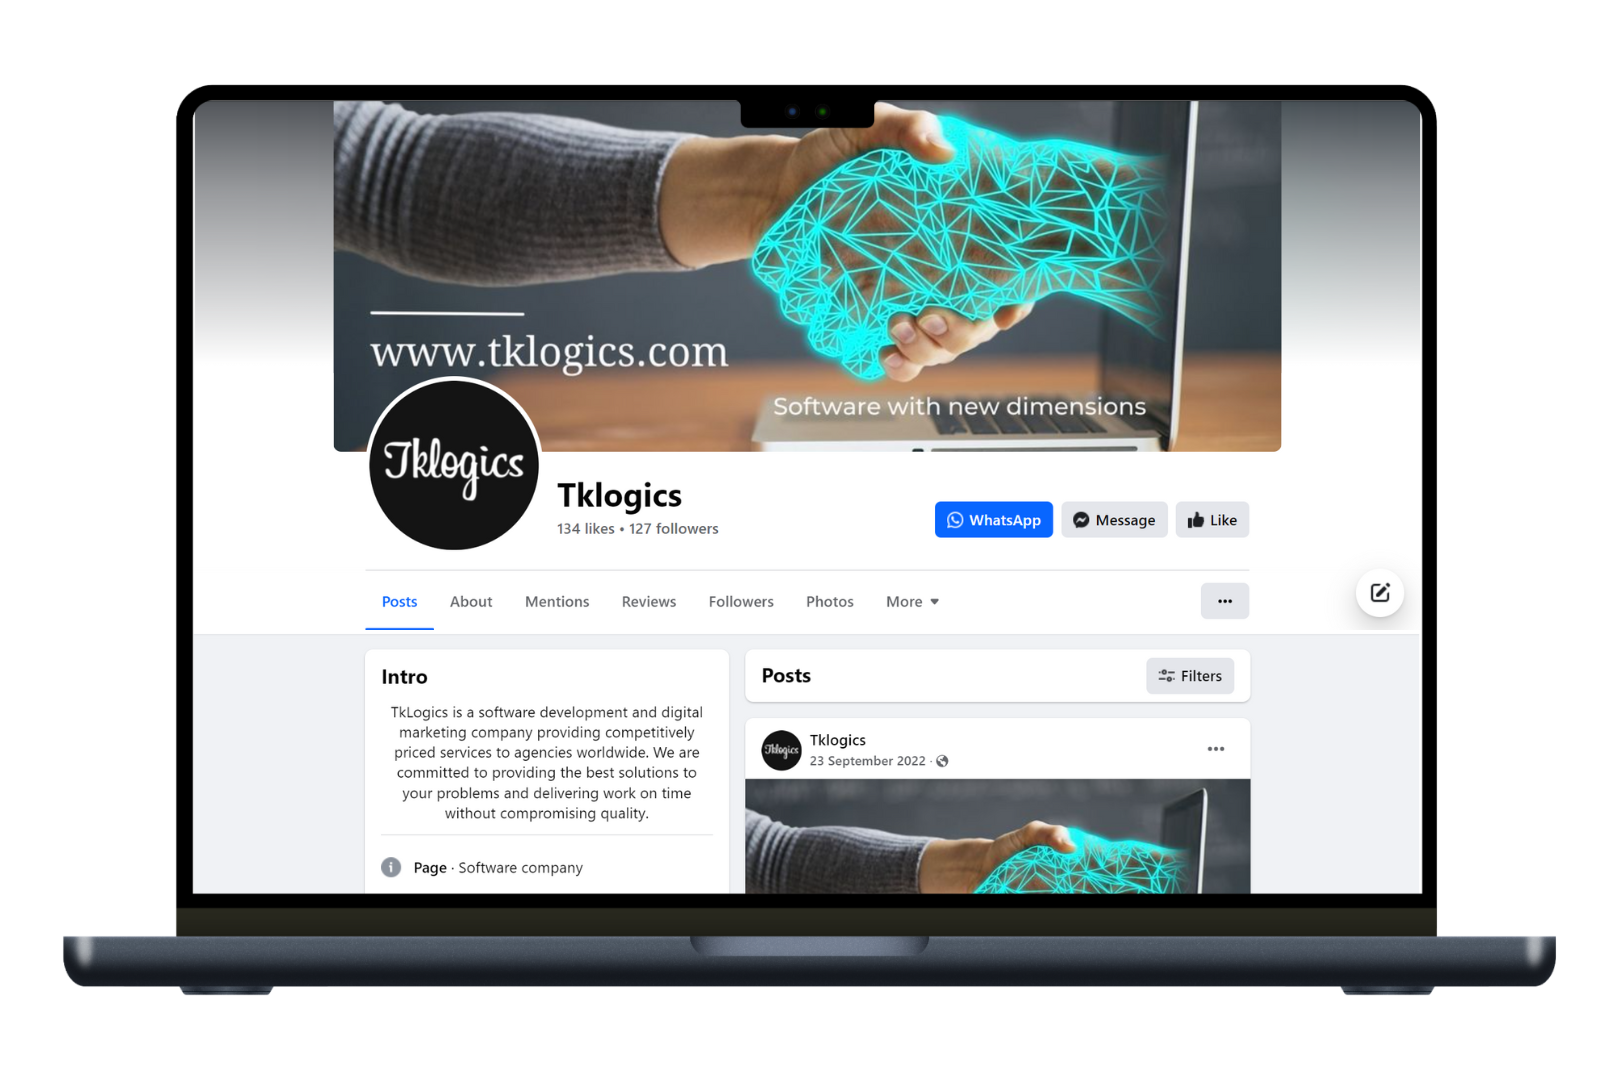 www.tklogics.com
Software with new dimensions
Tklogics
Tklogics
134 likes • 127 followers
WhatsApp
Message
Like
Posts
About
Mentions
Reviews
Followers
Photos
More
Intro
TkLogics is a software development and digital
marketing company providing competitively
priced services to agencies worldwide. We are
committed to providing the best solutions to
your problems and delivering work on time
without compromising quality.
Page · Software company
Posts
Filters
Tklogics
Tklogics
23 September 2022 ·